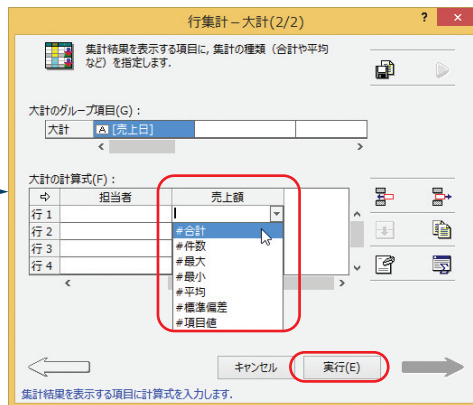 行集計－大計(2/2)
?
×
集計結果を表示する項目に, 集計の種類（合計や平均
など）を指定します.
大計のグループ項目(G)：
大計 A [売上日]
大計の計算式(F)：
担当者 売上額
行 1
行 2 #合計
行 3 #件数
行 4 #最大
#最小
#平均
#標準偏差
#項目値
キャンセル 実行(E)
集計結果を表示する項目に計算式を入力します.